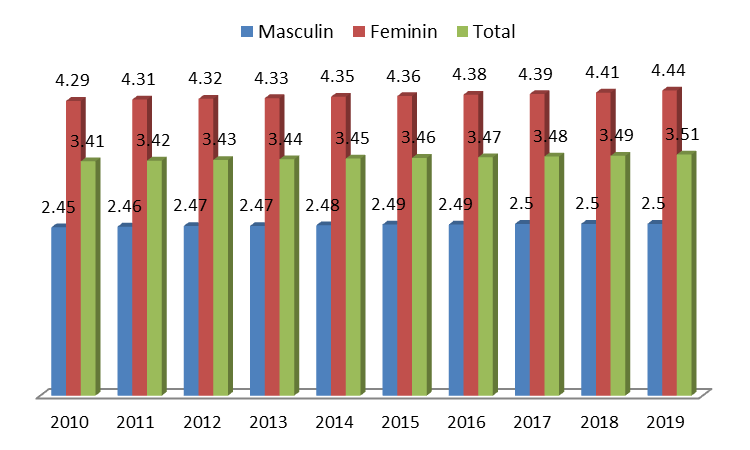 Masculin Feminin Total
4.29 4.31 4.32 4.33 4.35 4.36 4.38 4.39 4.41 4.44
3.41 3.42 3.43 3.44 3.45 3.46 3.47 3.48 3.49 3.51
2.45 2.46 2.47 2.47 2.48 2.49 2.49 2.5 2.5 2.5
2010 2011 2012 2013 2014 2015 2016 2017 2018 2019